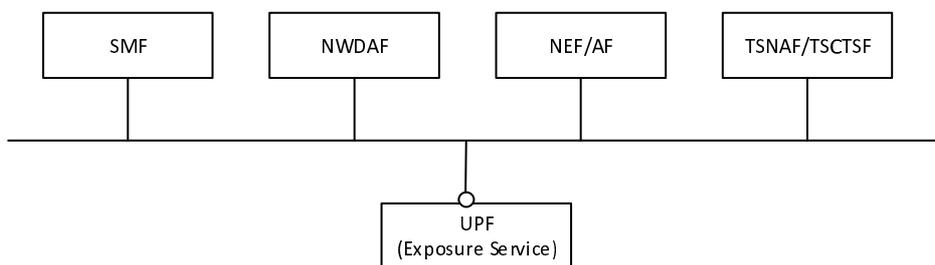 SMF
NWDAF
NEF/AF
TSNAF/TSCTSF
UPF
(Exposure Service)